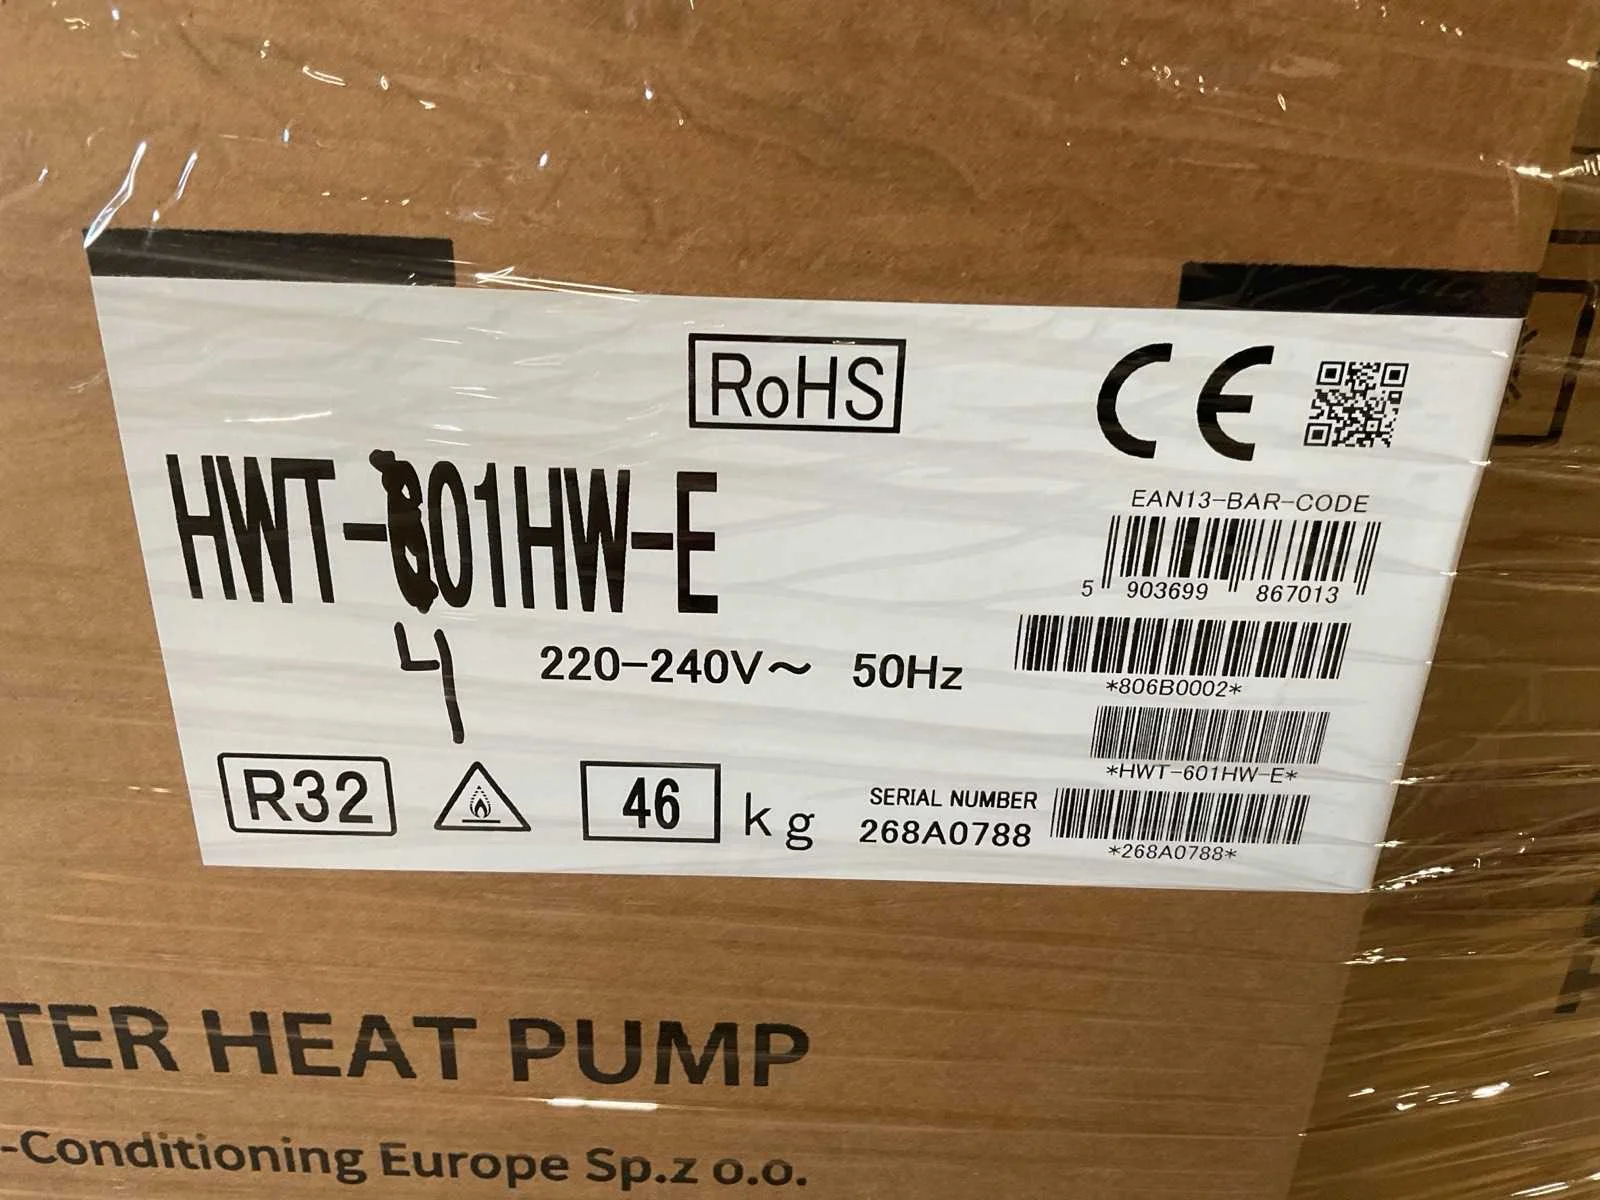 RoHS
CE
HWT-601HW-E
4
220-240V~ 50Hz
R32
46 kg
EAN13-BAR-CODE
5 903699 867013
*806B0002*
*HWT-601HW-E*
SERIAL NUMBER
268A0788
*268A0788*
TER HEAT PUMP
-Conditioning Europe Sp.z o.o.